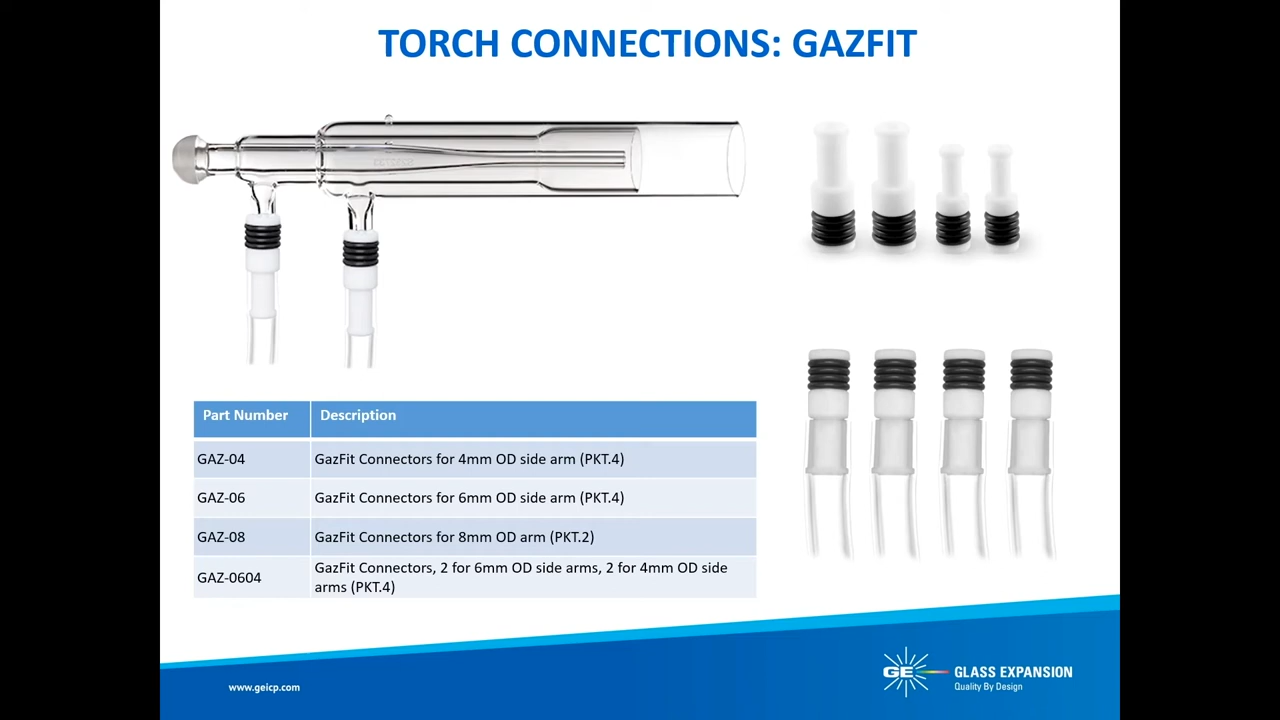 TORCH CONNECTIONS: GAZFIT
Part Number Description
GAZ-04 GazFit Connectors for 4mm OD side arm (PKT.4)
GAZ-06 GazFit Connectors for 6mm OD side arm (PKT.4)
GAZ-08 GazFit Connectors for 8mm OD arm (PKT.2)
GAZ-0604 GazFit Connectors, 2 for 6mm OD side arms, 2 for 4mm OD side
arms (PKT.4)
www.geicp.com
GE GLASS EXPANSION
Quality By Design